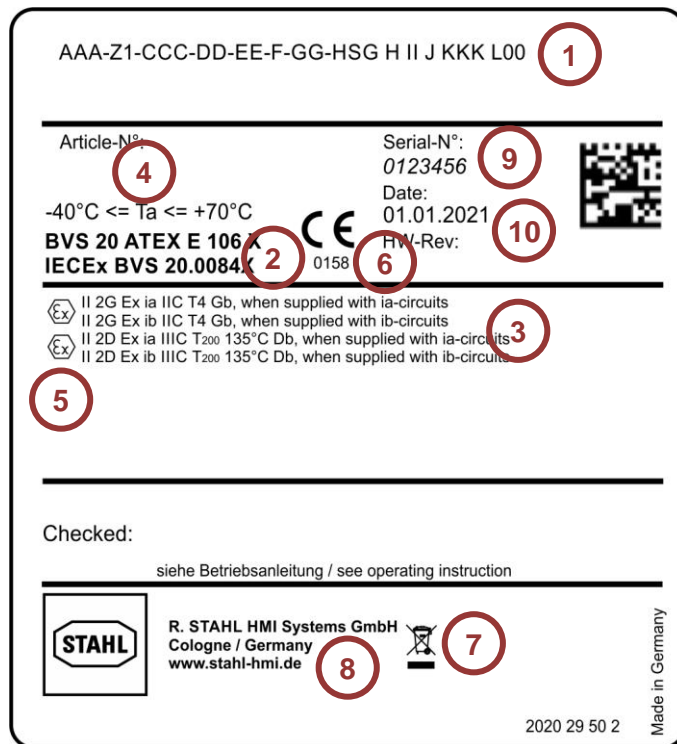 AAA-Z1-CCC-DD-EE-F-GG-HSG H II J KKK L00
1
Article-N°:
4
Serial-N°:
0123456
9
Date:
01.01.2021
10
HW-Rev:
-40°C <= Ta <= +70°C
BVS 20 ATEX E 106 X
IECEx BVS 20.0084X
2
CE
0158
6
Ex II 2G Ex ia IIC T4 Gb, when supplied with ia-circuits
II 2G Ex ib IIC T4 Gb, when supplied with ib-circuits
Ex II 2D Ex ia IIIC T200 135°C Db, when supplied with ia-circuits
II 2D Ex ib IIIC T200 135°C Db, when supplied with ib-circuits
3
5
Checked:
siehe Betriebsanleitung / see operating instruction
STAHL
R. STAHL HMI Systems GmbH
Cologne / Germany
www.stahl-hmi.de
8
7
Made in Germany
2020 29 50 2